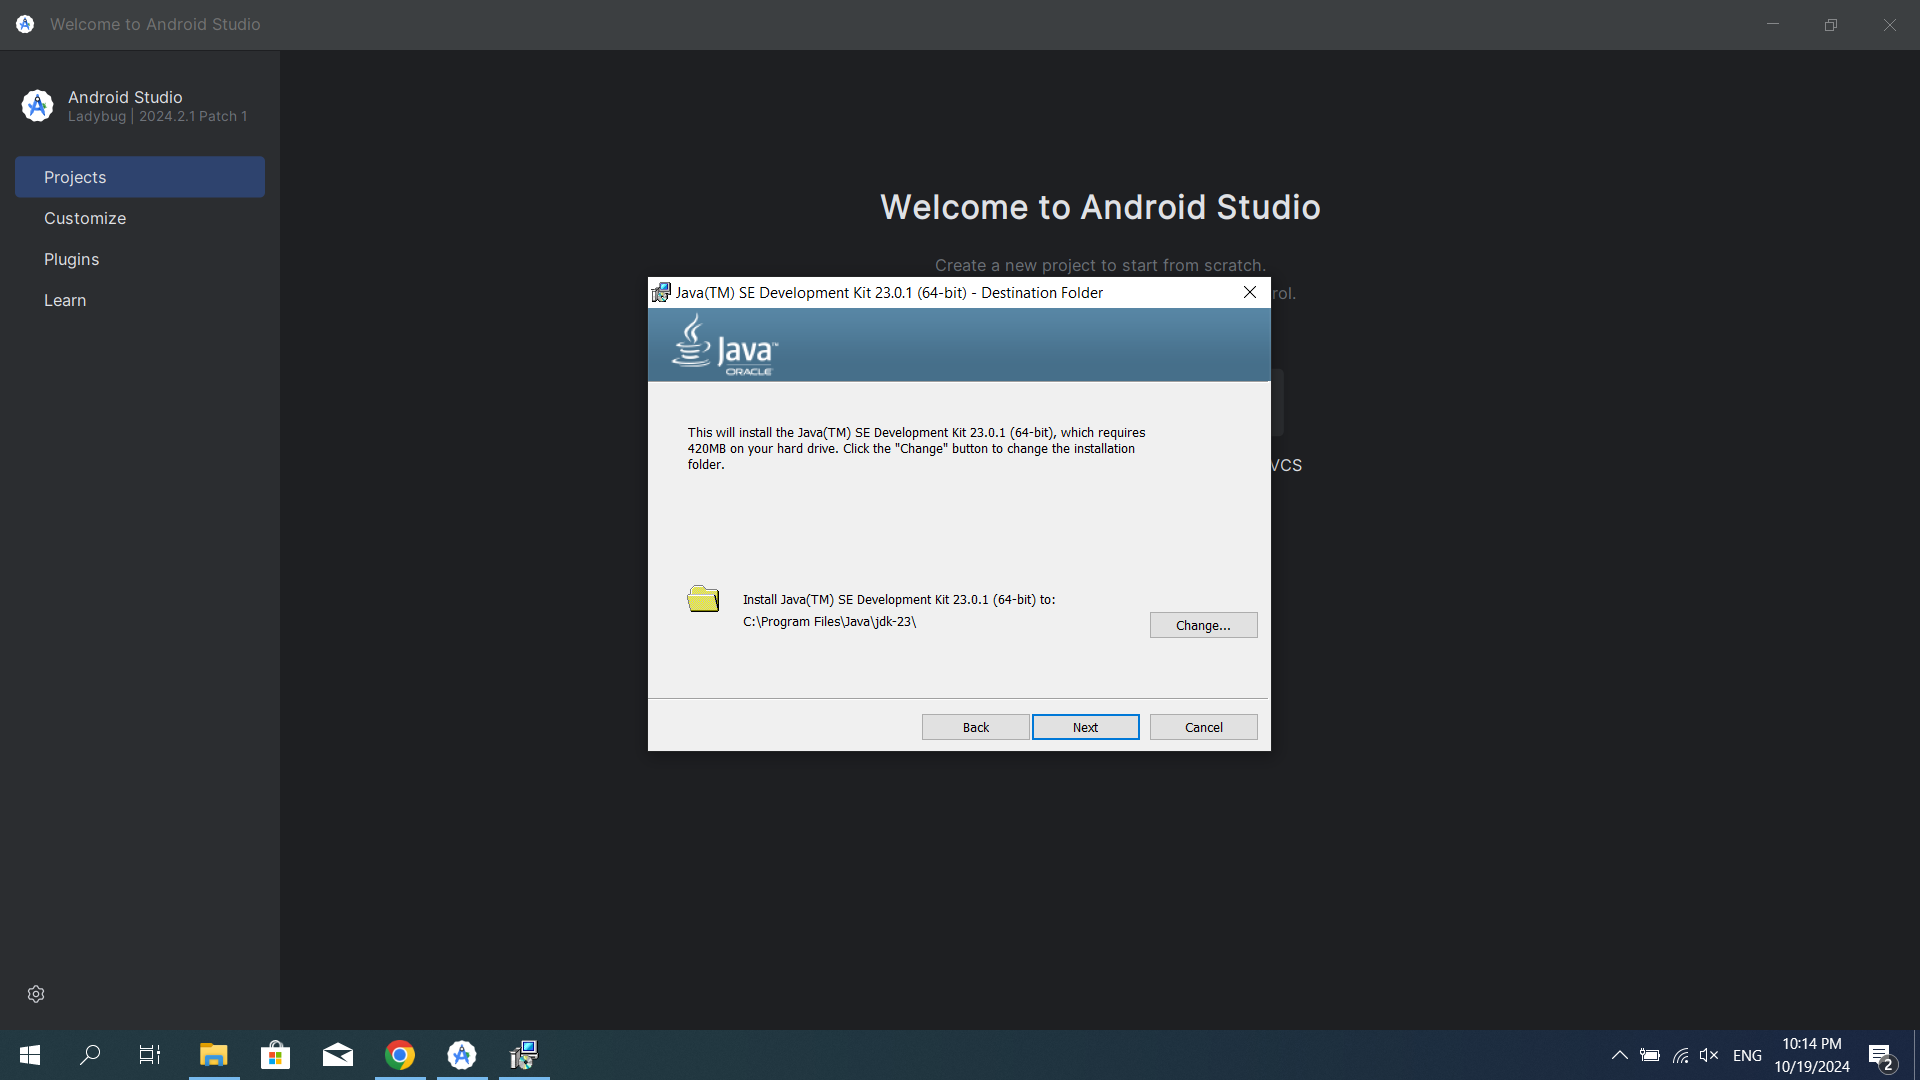 Welcome to Android Studio
Android Studio
Ladybug | 2024.2.1 Patch 1
Projects
Customize
Plugins
Learn
Welcome to Android Studio
Create a new project to start from scratch.
rol.
VCS
Java(TM) SE Development Kit 23.0.1 (64-bit) - Destination Folder
Java™
ORACLE
This will install the Java(TM) SE Development Kit 23.0.1 (64-bit), which requires
420MB on your hard drive. Click the "Change" button to change the installation
folder.
Install Java(TM) SE Development Kit 23.0.1 (64-bit) to:
C:\Program Files\Java\jdk-23\
Change...
Back
Next
Cancel
ENG
10:14 PM
10/19/2024
2